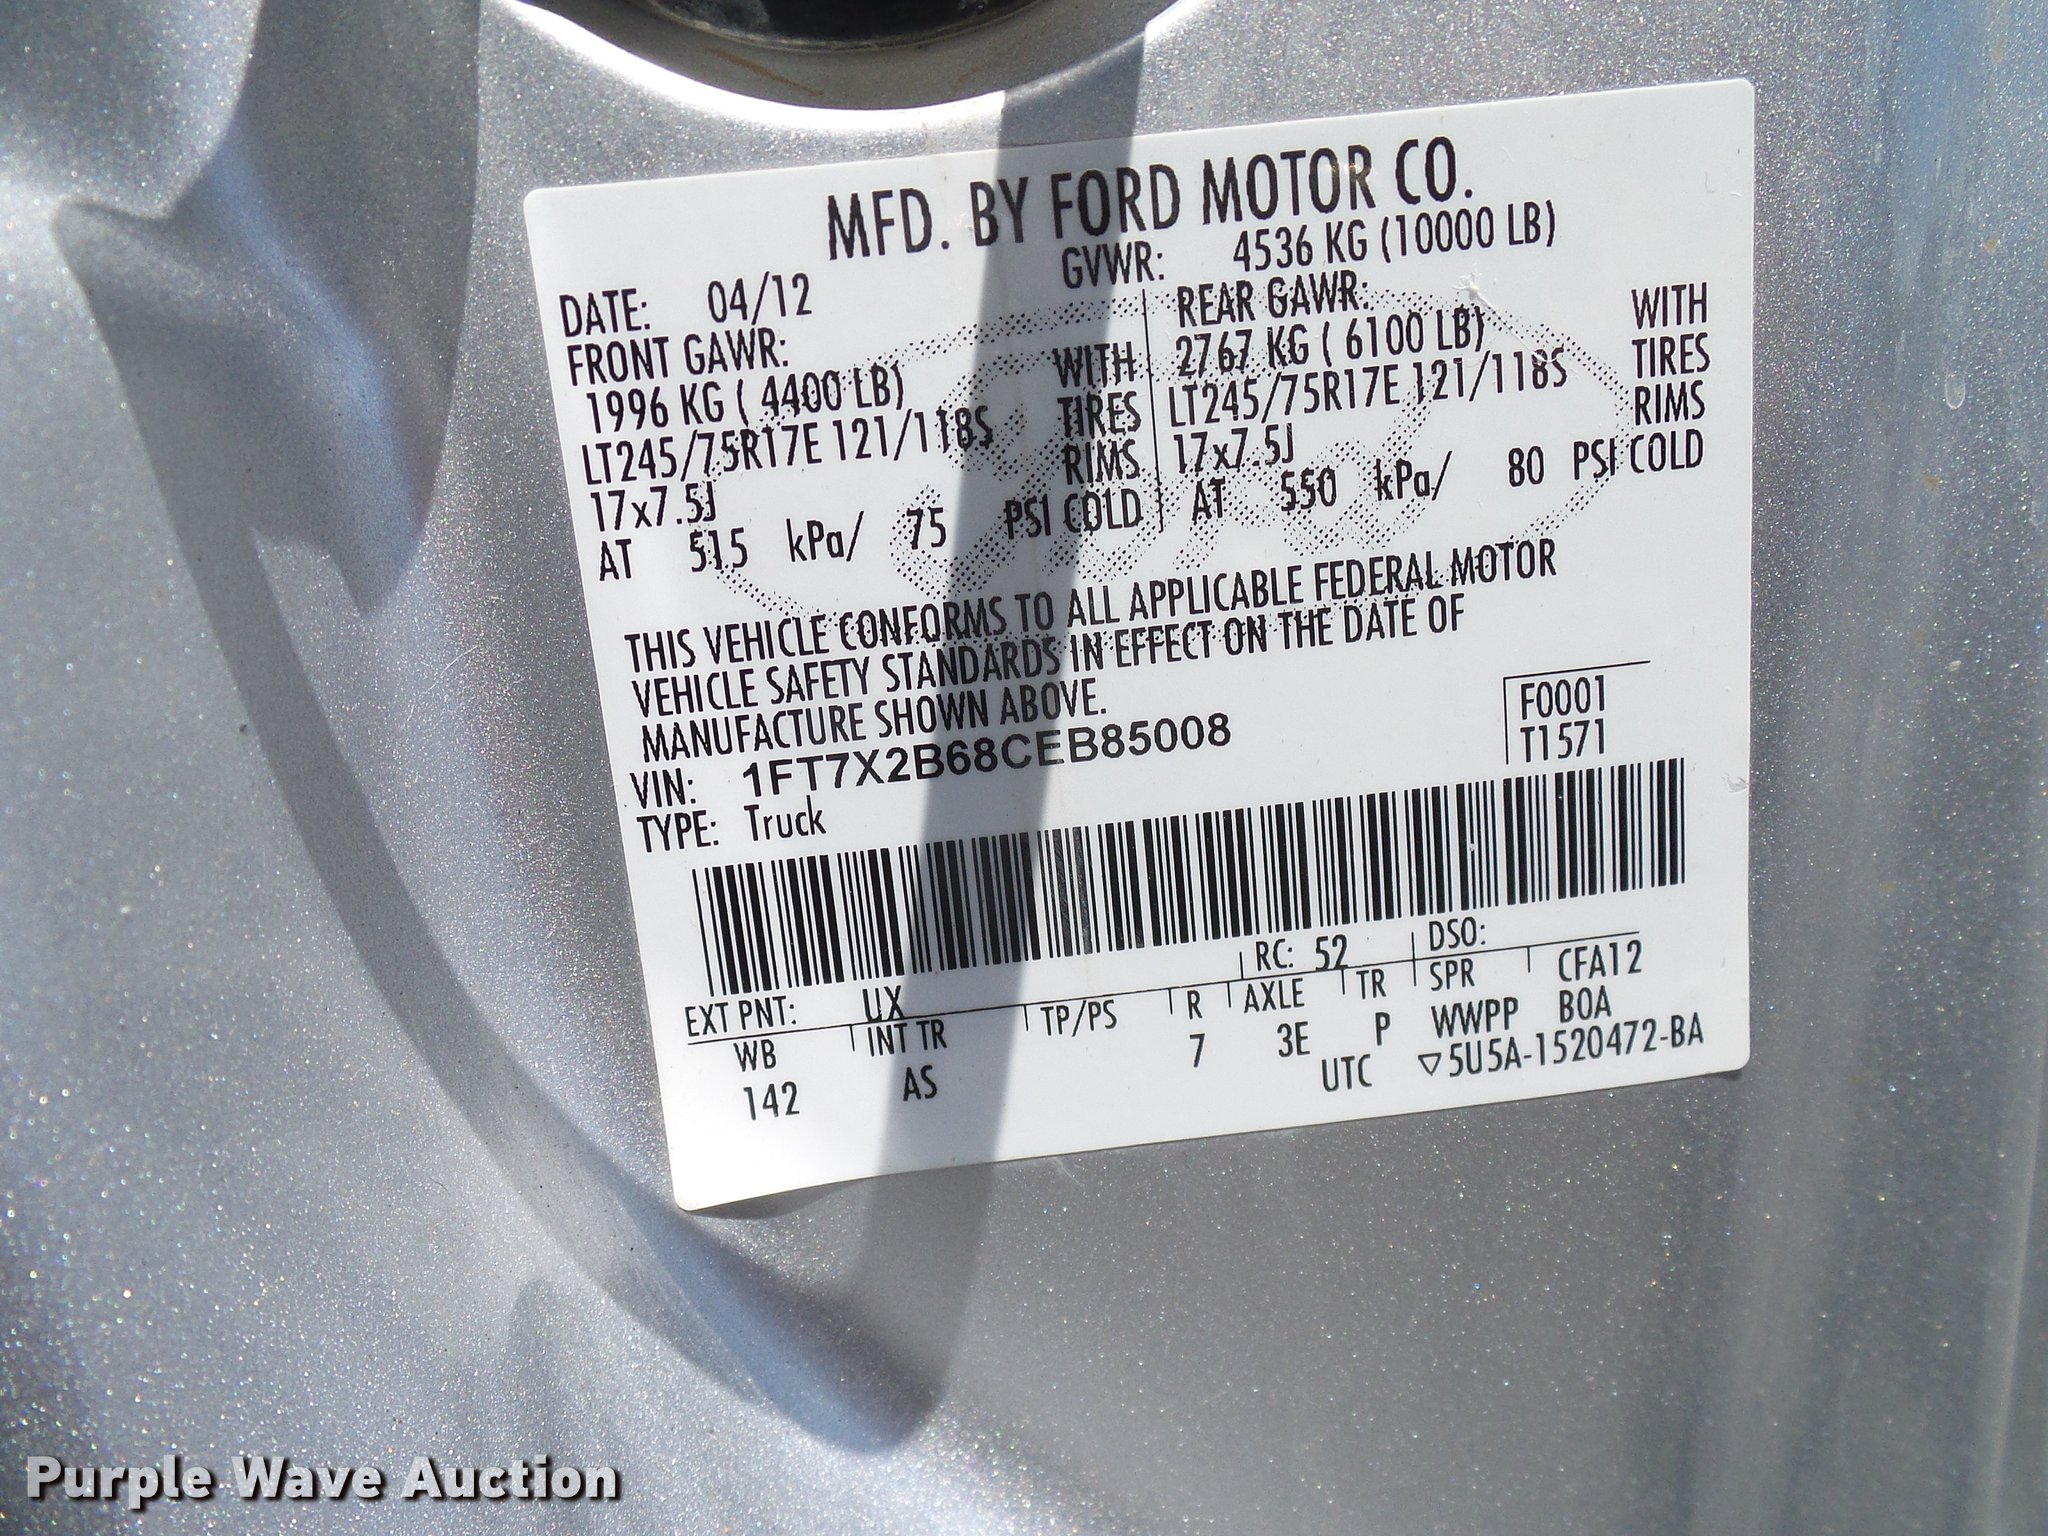 MFD. BY FORD MOTOR CO.
DATE: 04/12 GVWR: 4536 KG (10000 LB)
FRONT GAWR: REAR GAWR:
1996 KG ( 4400 LB) WITH 2767 KG ( 6100 LB) WITH
LT245/75R17E 121/118S TIRES LT245/75R17E 121/118S TIRES
17x7.5J RIMS 17x7.5J RIMS
AT 515 kPa/ 75 PSI COLD AT 550 kPa/ 80 PSI COLD
THIS VEHICLE CONFORMS TO ALL APPLICABLE FEDERAL MOTOR
VEHICLE SAFETY STANDARDS IN EFFECT ON THE DATE OF
MANUFACTURE SHOWN ABOVE.
VIN: 1FT7X2B68CEB85008 F0001
TYPE: Truck T1571
EXT PNT: UX RC: 52 DSO:
WB INT TR TP/PS R AXLE TR SPR CFA12
142 AS 7 3E P WWPP BOA
UTC ▽5U5A-1520472-BA
Purple Wave Auction